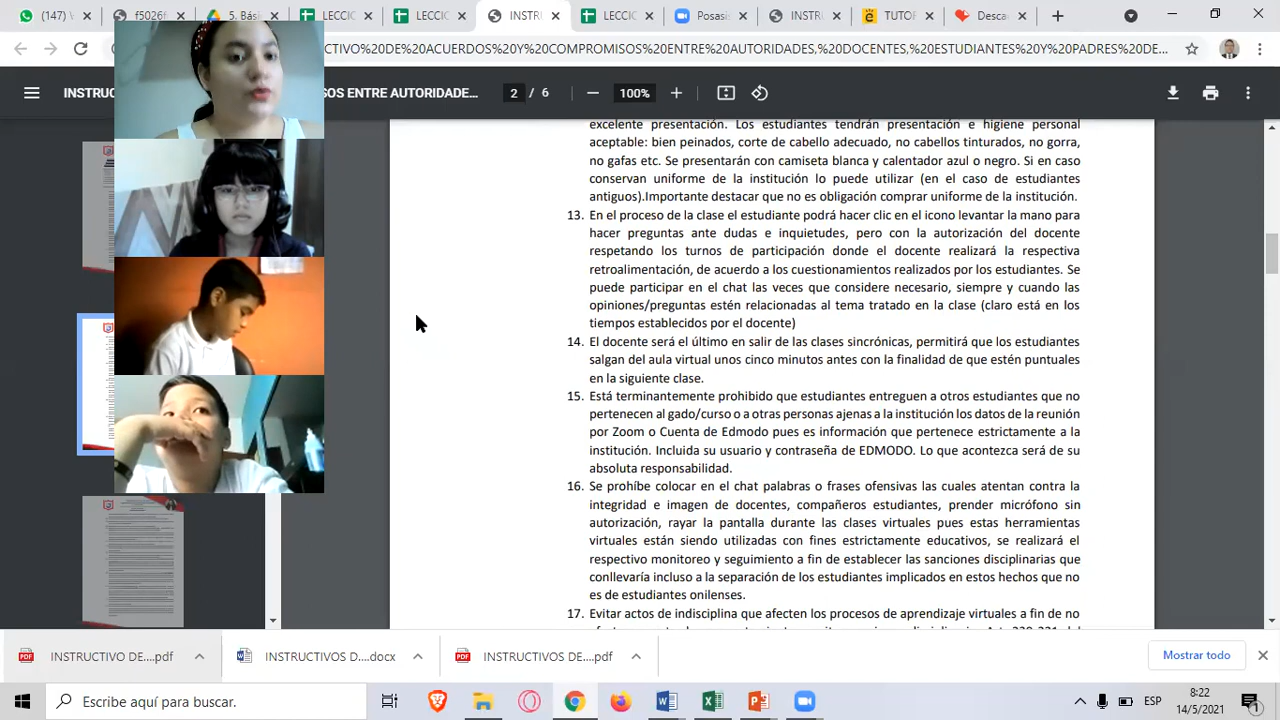 (1747)
f5026f
5. Bási
LECCI
LECCIC
INSTR
LECCIC
Posasi
INSTR
TUTO
Descar
CTIVO%20DE%20ACUERDOS%20Y%20COMPROMISOS%20ENTRE%20AUTORIDADES,%20DOCENTES,%20ESTUDIANTES%20Y%20PADRES%20DE...
INSTRUC
SOS ENTRE AUTORIDADE...
2 / 6
100%
excelente presentación. Los estudiantes tendrán presentación e higiene personal
aceptable: bien peinados, corte de cabello adecuado, no cabellos tinturados, no gorra,
no gafas etc. Se presentarán con camiseta blanca y calentador azul o negro. Si en caso
conservan uniforme de la institución lo puede utilizar (en el caso de estudiantes
antiguos).Importante destacar que no es obligación comprar uniforme de la institución.
13. En el proceso de la clase el estudiante podrá hacer clic en el icono levantar la mano para
hacer preguntas ante dudas e inquietudes, pero con la autorización del docente
respetando los turnos de participación donde el docente realizará la respectiva
retroalimentación, de acuerdo a los cuestionamientos realizados por los estudiantes. Se
puede participar en el chat las veces que considere necesario, siempre y cuando las
opiniones/preguntas estén relacionadas al tema tratado en la clase (claro está en los
tiempos establecidos por el docente)
14. El docente será el último en salir de las clases sincrónicas, permitirá que los estudiantes
salgan del aula virtual unos cinco minutos antes con la finalidad de que estén puntuales
en la siguiente clase.
15. Está terminantemente prohibido que estudiantes entreguen a otros estudiantes que no
pertenecen al gado/curso o a otras personas ajenas a la institución los datos de la reunión
por Zoom o Cuenta de Edmodo pues es información que pertenece estrictamente a la
institución. Incluida su usuario y contraseña de EDMODO. Lo que acontezca será de su
absoluta responsabilidad.
16. Se prohíbe colocar en el chat palabras o frases ofensivas las cuales atentan contra la
integridad e imagen de docentes, compañeros estudiantes, prender micrófono sin
autorización, rayar la pantalla durante las clases virtuales pues estas herramientas
virtuales están siendo utilizadas con fines estrictamente educativos, se realizará el
respectivo monitoreo y seguimiento a fin de establecer las sanciones disciplinarias que
conllevaría incluso a la separación de los estudiantes implicados en estos hechos que no
es de estudiantes onilenses.
17. Evitar actos de indisciplina que afecten los procesos de aprendizaje virtuales a fin de no
INSTRUCTIVO DE....pdf
INSTRUCTIVOS D....docx
INSTRUCTIVOS DE....pdf
Mostrar todo
Escribe aquí para buscar.
ESP
8:22
14/5/2021